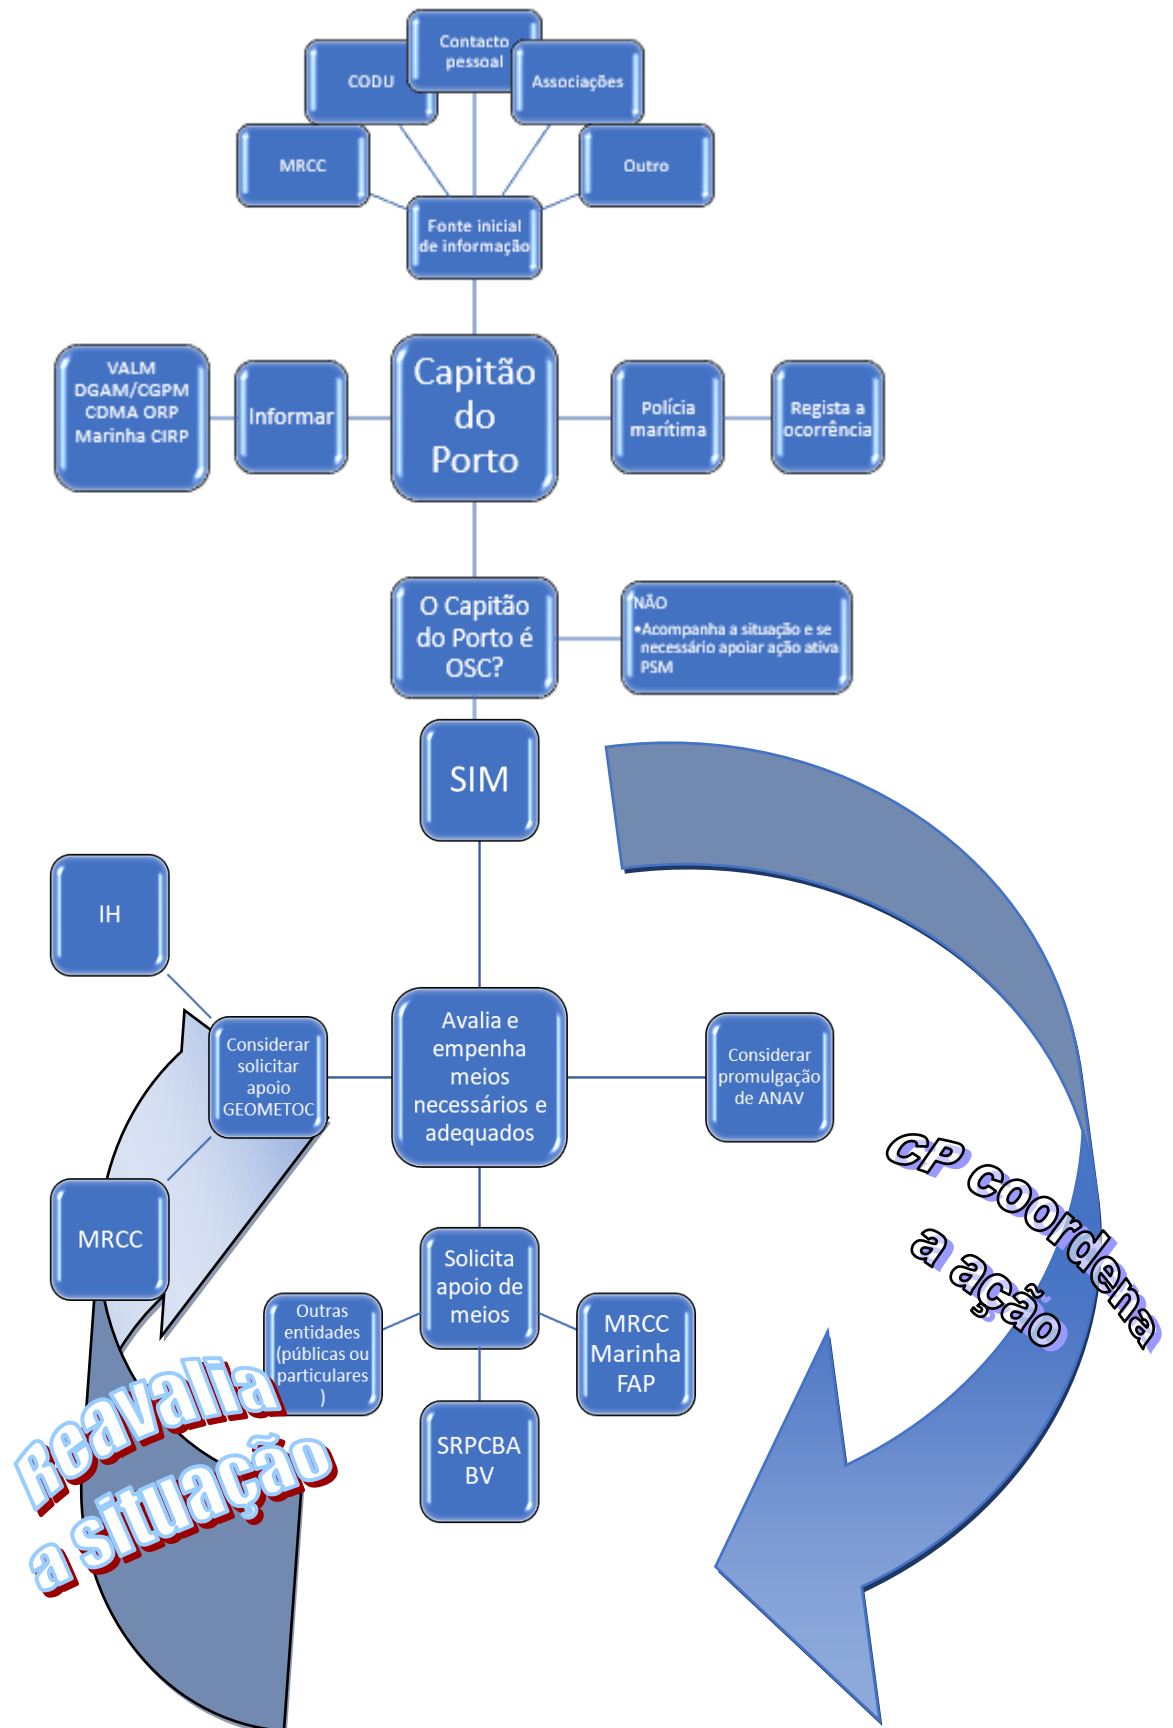 Contacto
pessoal
CODU
Associações
MRCC
Outro
Fonte inicial
de informação
VALM
DGAM/CGPM
CDMA ORP
Marinha CIRP
Informar
Capitão
do
Porto
Polícia
marítima
Regista a
ocorrência
O Capitão
do Porto é
OSC?
NÃO
•Acompanha a situação e se
necessário apoiar ação ativa
PSM
SIM
IH
Considerar
solicitar
apoio
GEOMETOC
Avalia e
empenha
meios
necessários e
adequados
Considerar
promulgação
de ANAV
CP coordena
a ação
MRCC
Solicita
apoio de
meios
Outras
entidades
(públicas ou
particulares
)
MRCC
Marinha
FAP
SRPCBA
BV
Reavalia
a situação